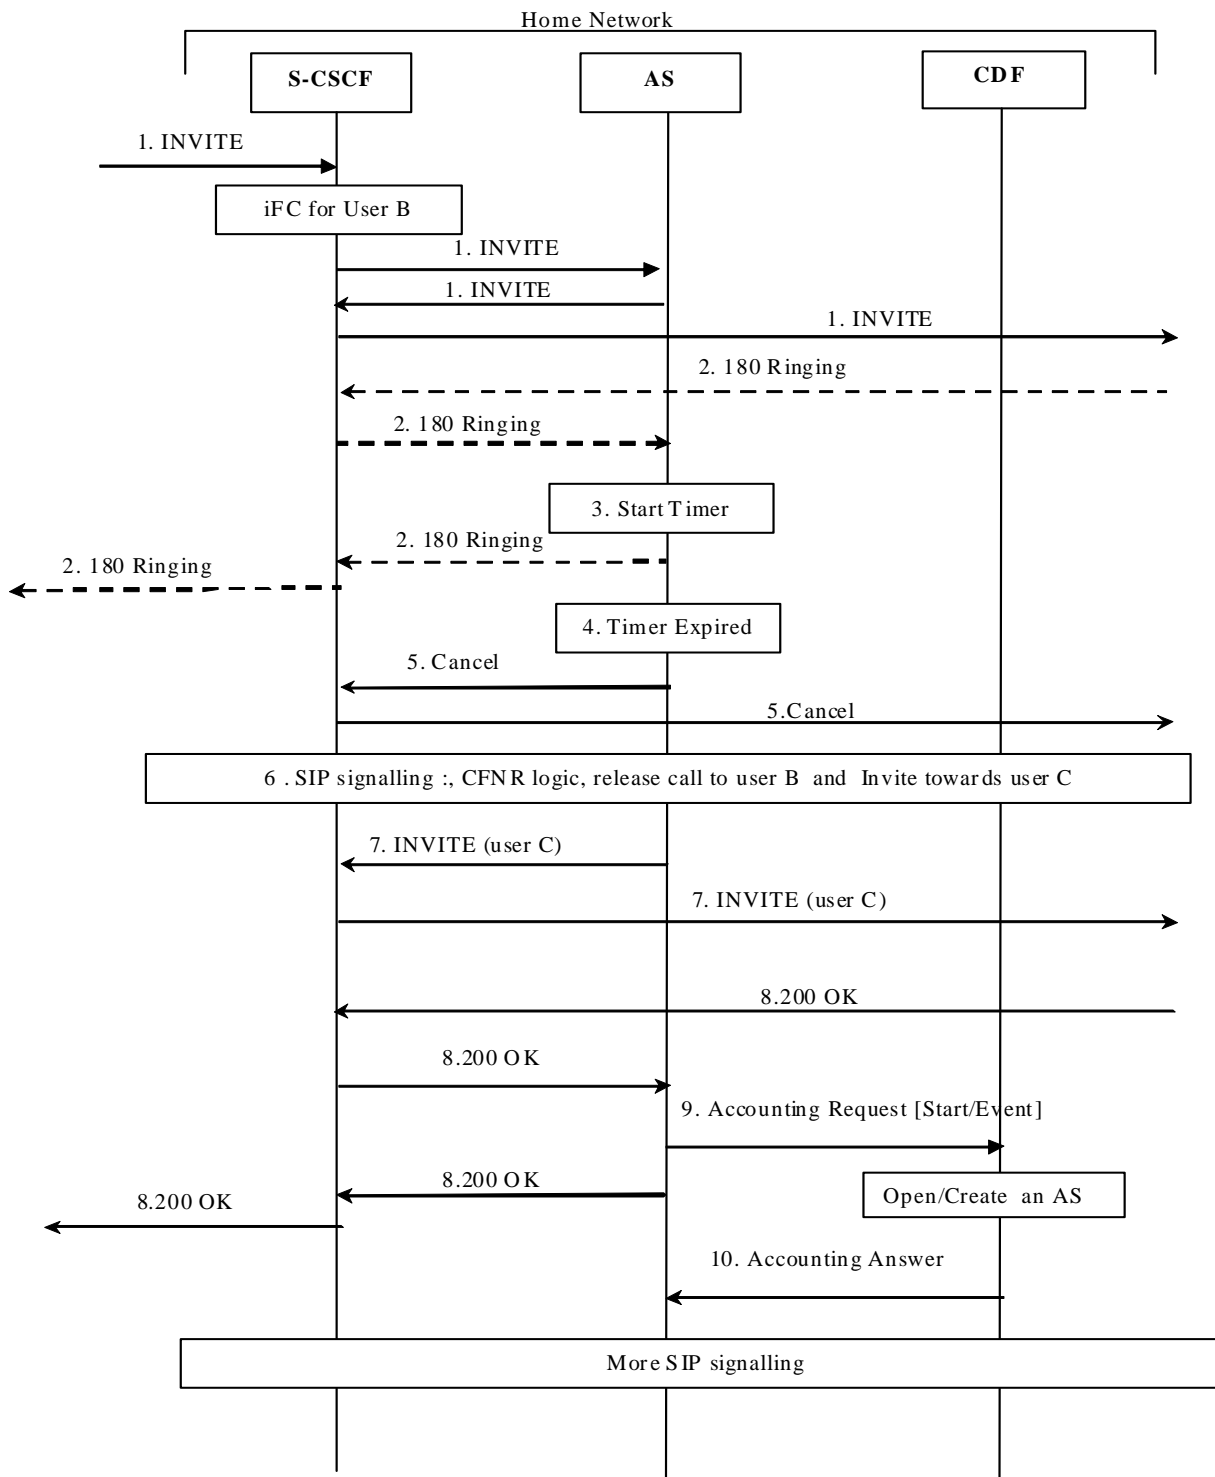 Home Network
S-CSCF
AS
CDF
1. INVITE
iFC for User B
1. INVITE
1. INVITE
1. INVITE
2. 180 Ringing
2. 180 Ringing
3. Start Timer
2. 180 Ringing
2. 180 Ringing
4. Timer Expired
5. Cancel
5.Cancel
6 . SIP signalling :, CFNR logic, release call to user B and Invite towards user C
7. INVITE (user C)
7. INVITE (user C)
8.200 OK
8.200 OK
9. Accounting Request [Start/Event]
8.200 OK
Open/Create an AS
8.200 OK
10. Accounting Answer
More SIP signalling